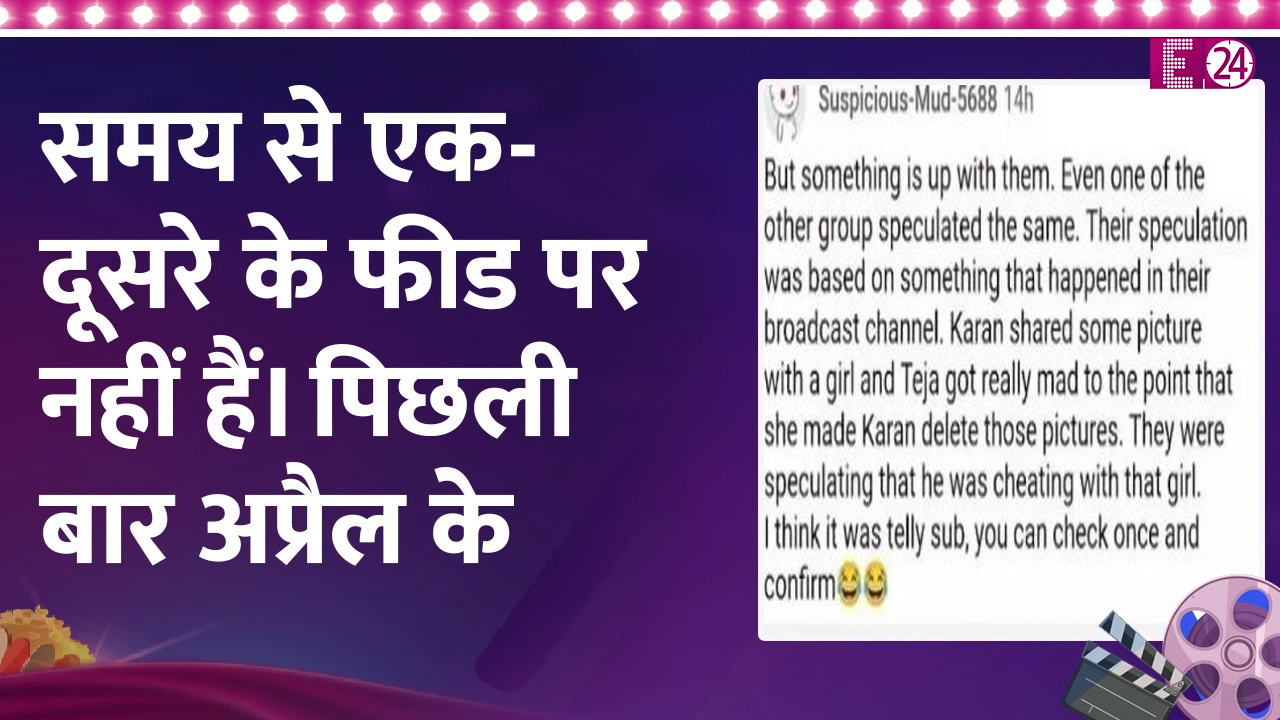 समय से एक-
दूसरे के फीड पर
नहीं हैं। पिछली
बार अप्रैल के
E 24
Suspicious-Mud-5688 14h
But something is up with them. Even one of the
other group speculated the same. Their speculation
was based on something that happened in their
broadcast channel. Karan shared some picture
with a girl and Teja got really mad to the point that
she made Karan delete those pictures. They were
speculating that he was cheating with that girl.
I think it was telly sub, you can check once and
confirm😂😂